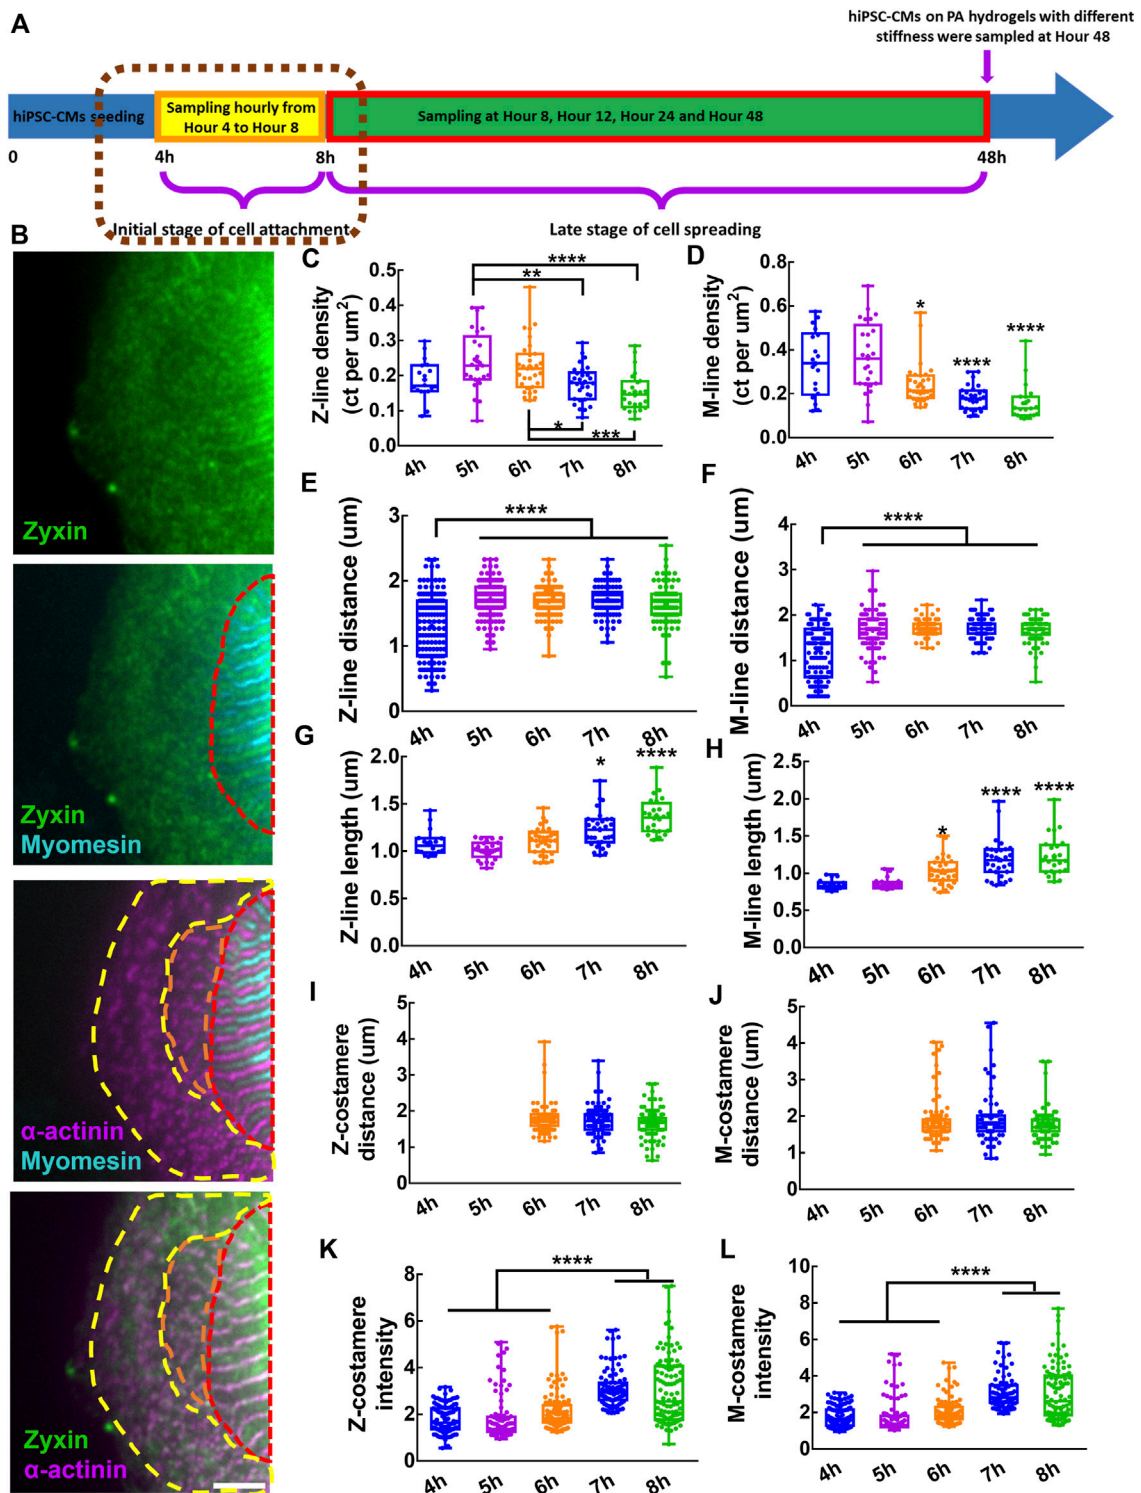 A
hiPSC-CMs on PA hydrogels with different
stiffness were sampled at Hour 48
hiPSC-CMs seeding
Sampling hourly from
Hour 4 to Hour 8
Sampling at Hour 8, Hour 12, Hour 24 and Hour 48
0
4h
8h
48h
Initial stage of cell attachment
Late stage of cell spreading
B
Zyxin
Zyxin
Myomesin
α-actinin
Myomesin
Zyxin
α-actinin
C
Z-line density
(ct per um²)
0.5
0.4
0.3
0.2
0.1
0.0
****
**
*
***
4h
5h
6h
7h
8h
D
M-line density
(ct per um²)
0.8
0.6
0.4
0.2
0.0
*
****
****
4h
5h
6h
7h
8h
E
Z-line distance (um)
3
2
1
0
****
4h
5h
6h
7h
8h
F
M-line distance (um)
4
3
2
1
0
****
4h
5h
6h
7h
8h
G
Z-line length (um)
2.0
1.5
1.0
0.5
0.0
*
****
4h
5h
6h
7h
8h
H
M-line length (um)
2.5
2.0
1.5
1.0
0.5
0.0
*
****
****
4h
5h
6h
7h
8h
I
Z-costamere
distance (um)
5
4
3
2
1
0
4h
5h
6h
7h
8h
J
M-costamere
distance (um)
5
4
3
2
1
0
4h
5h
6h
7h
8h
K
Z-costamere
intensity
8
6
4
2
0
****
4h
5h
6h
7h
8h
L
M-costamere
intensity
10
8
6
4
2
0
****
4h
5h
6h
7h
8h